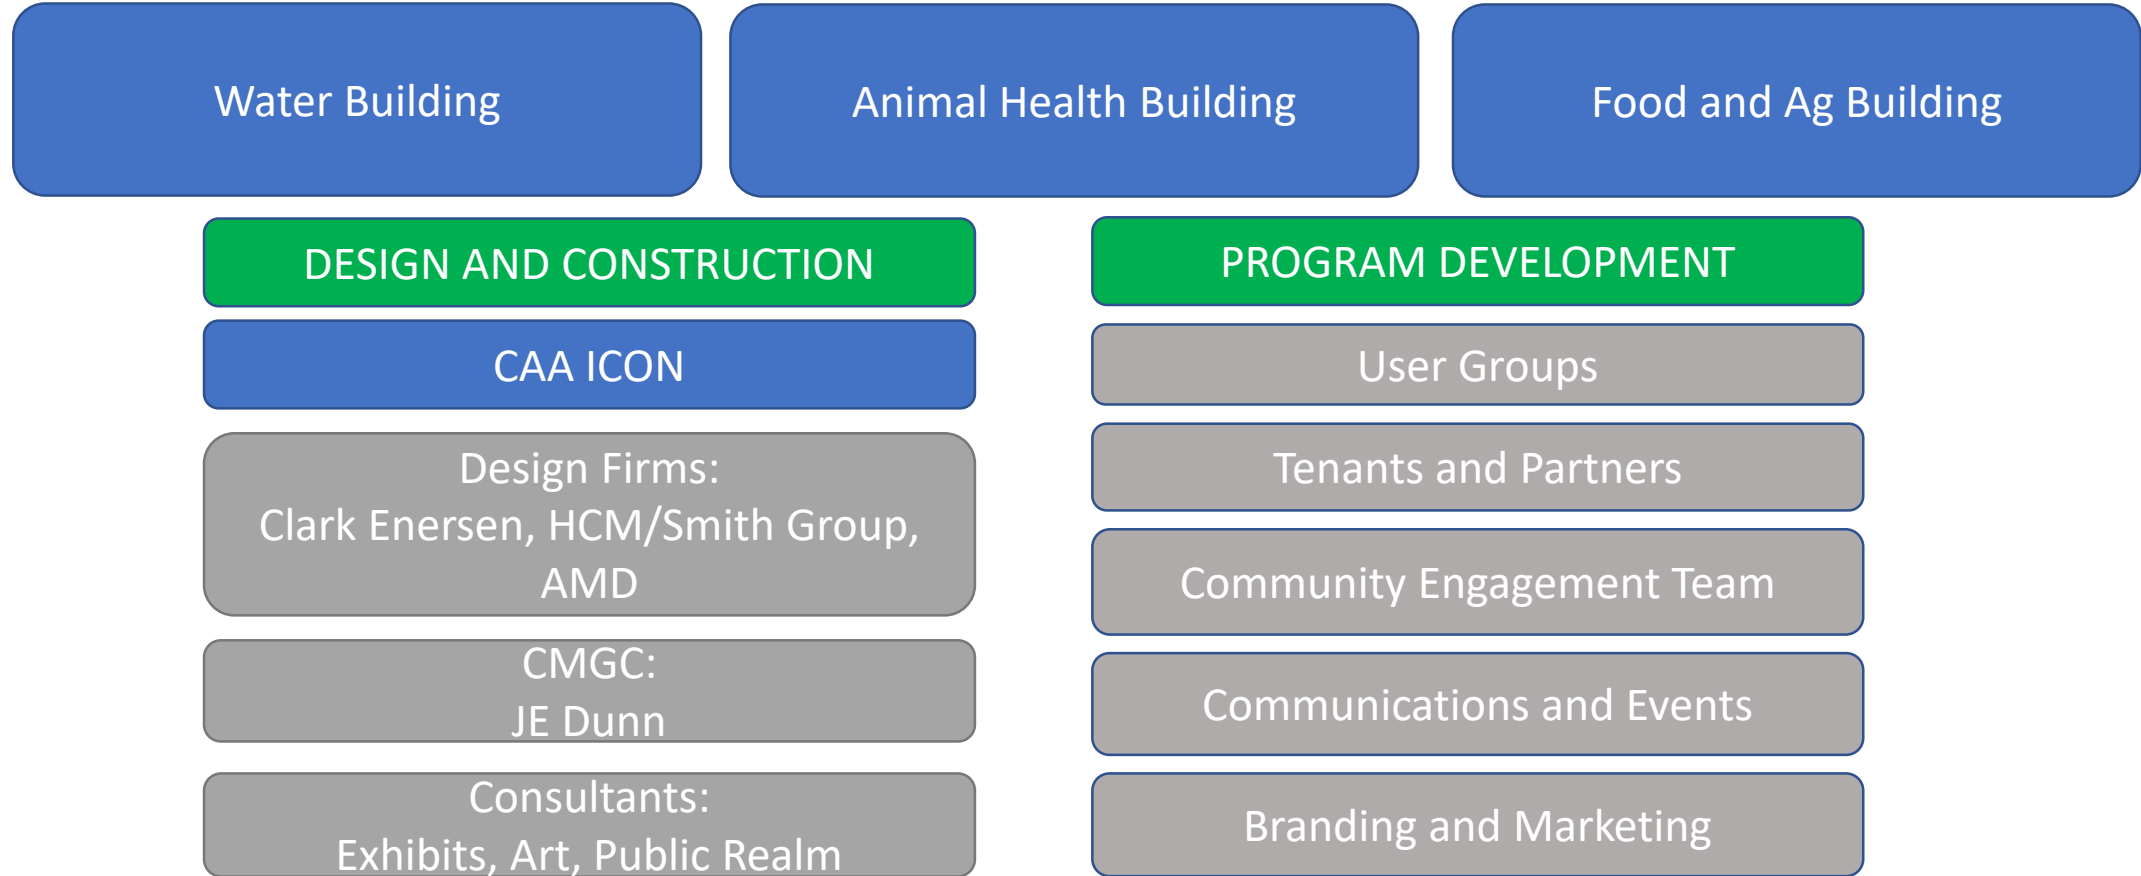 Water Building
Animal Health Building
Food and Ag Building
DESIGN AND CONSTRUCTION
CAA ICON
Design Firms:
Clark Enersen, HCM/Smith Group,
AMD
CMGC:
JE Dunn
Consultants:
Exhibits, Art, Public Realm
PROGRAM DEVELOPMENT
User Groups
Tenants and Partners
Community Engagement Team
Communications and Events
Branding and Marketing